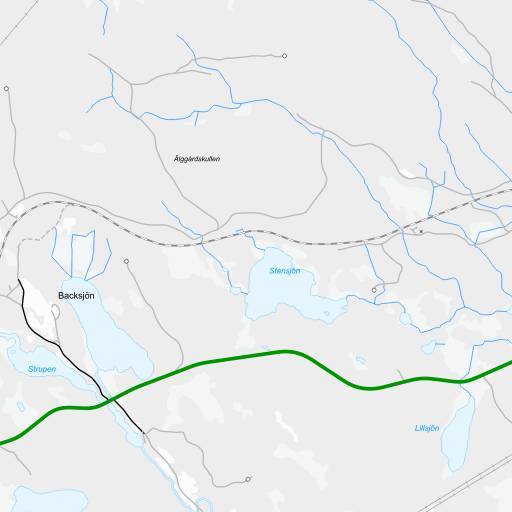 Älggårdskullen
Stensjön
Backsjön
Strupen
Lillsjön